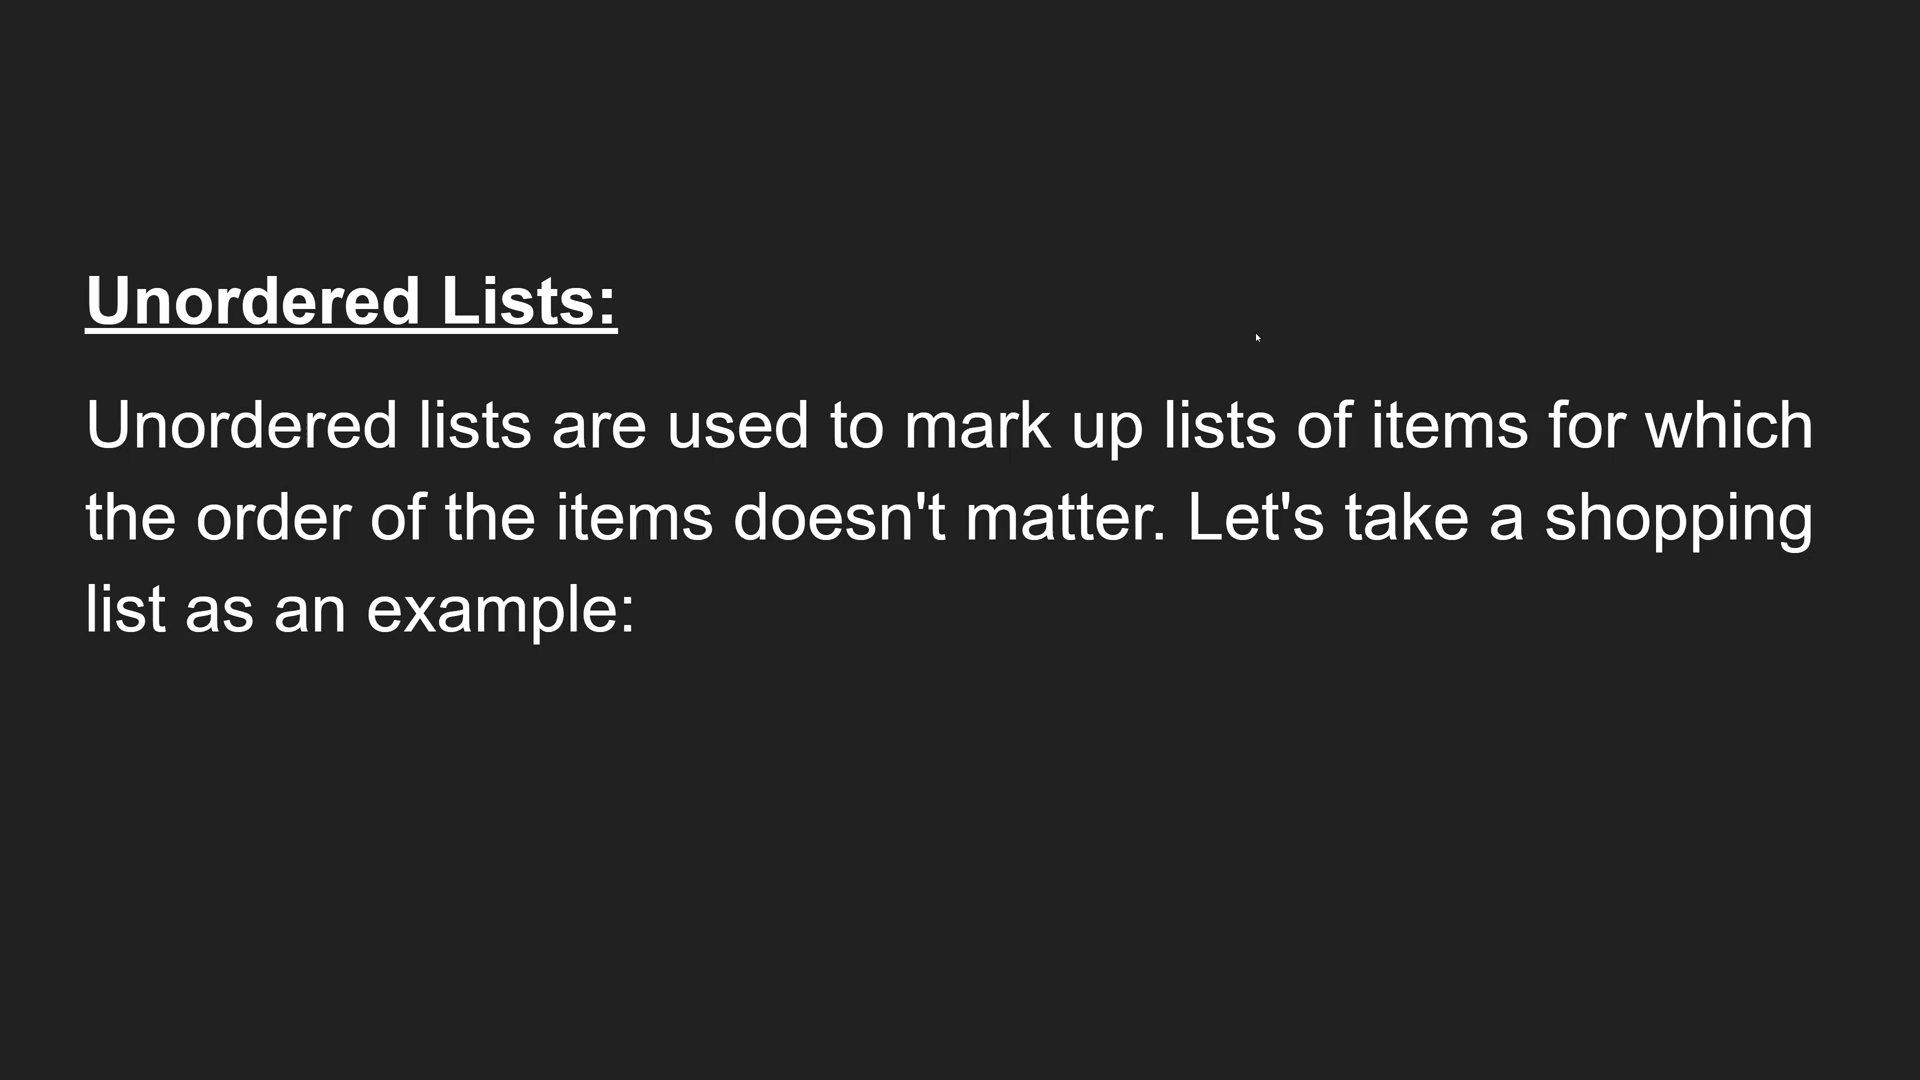 Unordered Lists:
Unordered lists are used to mark up lists of items for which
the order of the items doesn't matter. Let's take a shopping
list as an example: